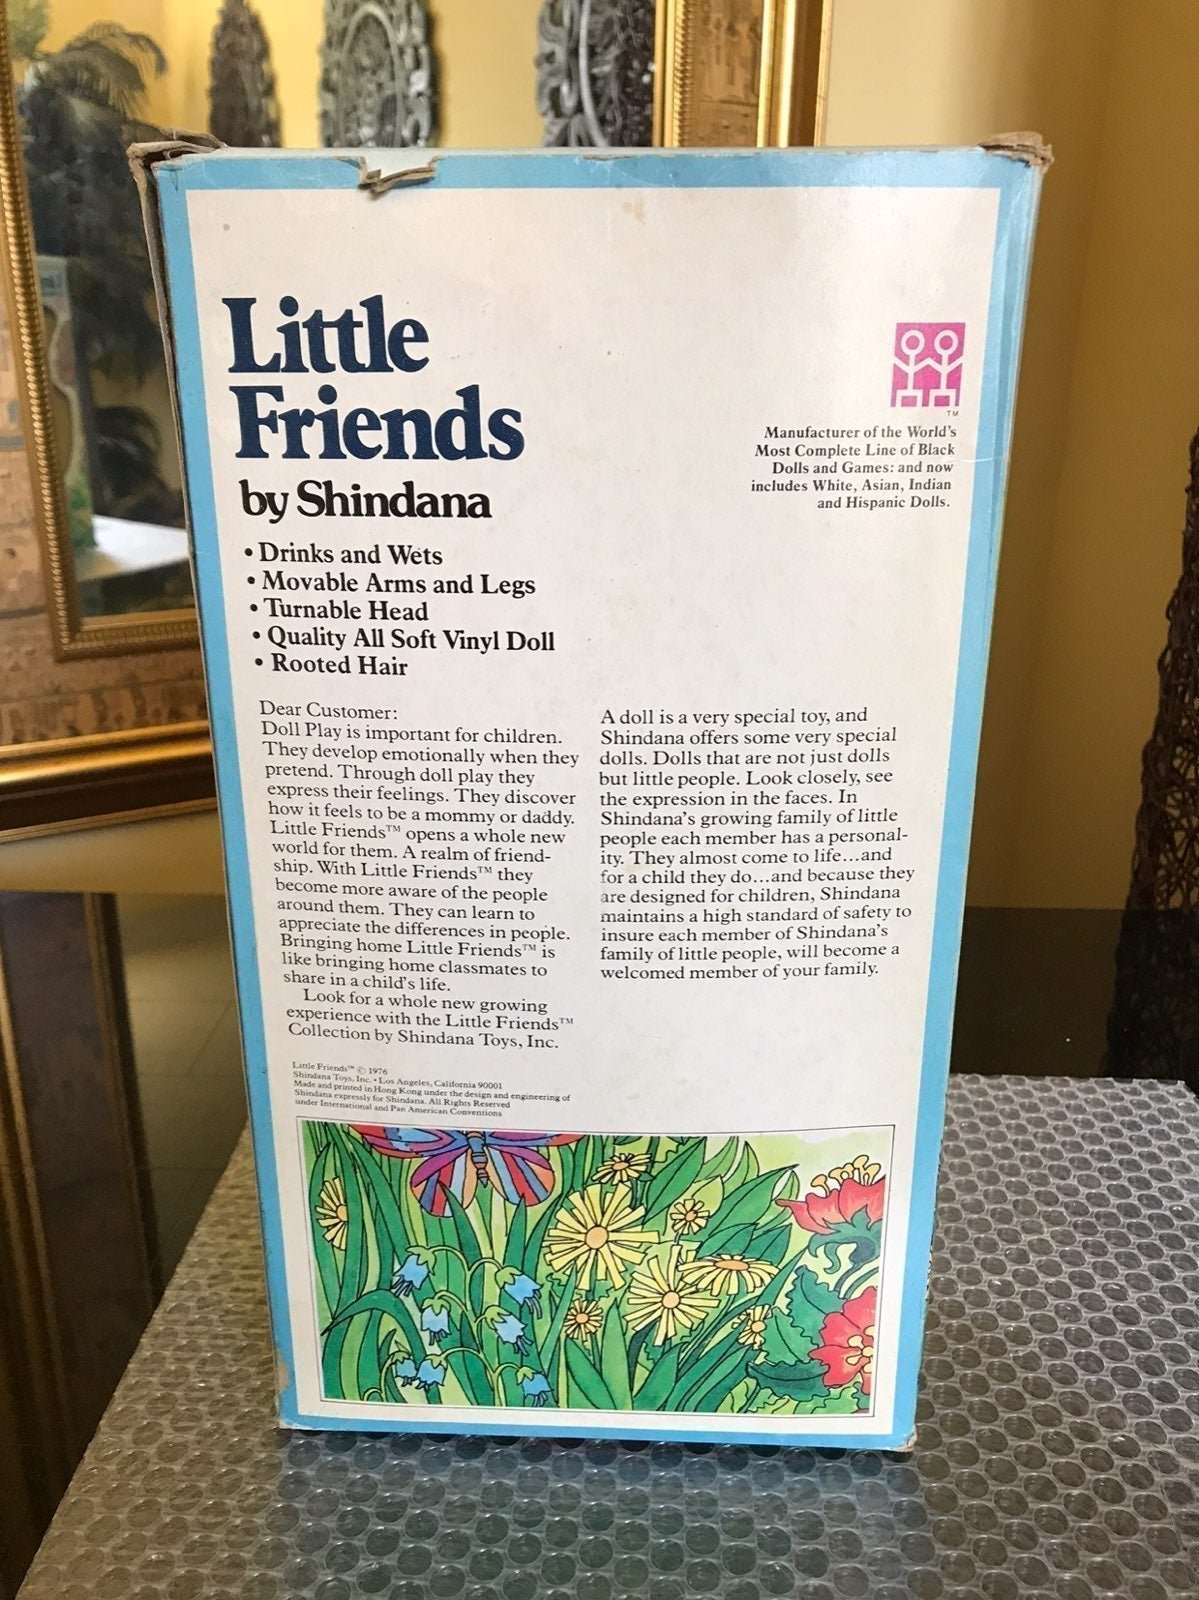 Little
Friends
by Shindana
• Drinks and Wets
• Movable Arms and Legs
• Turnable Head
• Quality All Soft Vinyl Doll
• Rooted Hair
TM
Manufacturer of the World's
Most Complete Line of Black
Dolls and Games: and now
includes White, Asian, Indian
and Hispanic Dolls.
Dear Customer:
Doll Play is important for children.
They develop emotionally when they
pretend. Through doll play they
express their feelings. They discover
how it feels to be a mommy or daddy.
Little Friends™ opens a whole new
world for them. A realm of friend-
ship. With Little Friends™ they
become more aware of the people
around them. They can learn to
appreciate the differences in people.
Bringing home Little Friends™ is
like bringing home classmates to
share in a child's life.
Look for a whole new growing
experience with the Little Friends™
Collection by Shindana Toys, Inc.
A doll is a very special toy, and
Shindana offers some very special
dolls. Dolls that are not just dolls
but little people. Look closely, see
the expression in the faces. In
Shindana's growing family of little
people each member has a personal-
ity. They almost come to life...and
for a child they do...and because they
are designed for children, Shindana
maintains a high standard of safety to
insure each member of Shindana's
family of little people, will become a
welcomed member of your family.
Little Friends™ © 1976
Shindana Toys, Inc. • Los Angeles, California 90001
Made and printed in Hong Kong under the design and engineering of
Shindana expressly for Shindana. All Rights Reserved
under International and Pan American Conventions